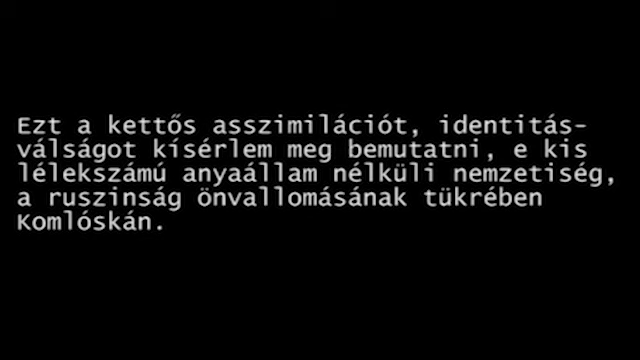 Ezt a kettős asszimilációt, identitás-
válságot kísérlem meg bemutatni, e kis
lélekszámú anyaállam nélküli nemzetiség,
a ruszinság önvallomásának tükrében
Komlóskán.